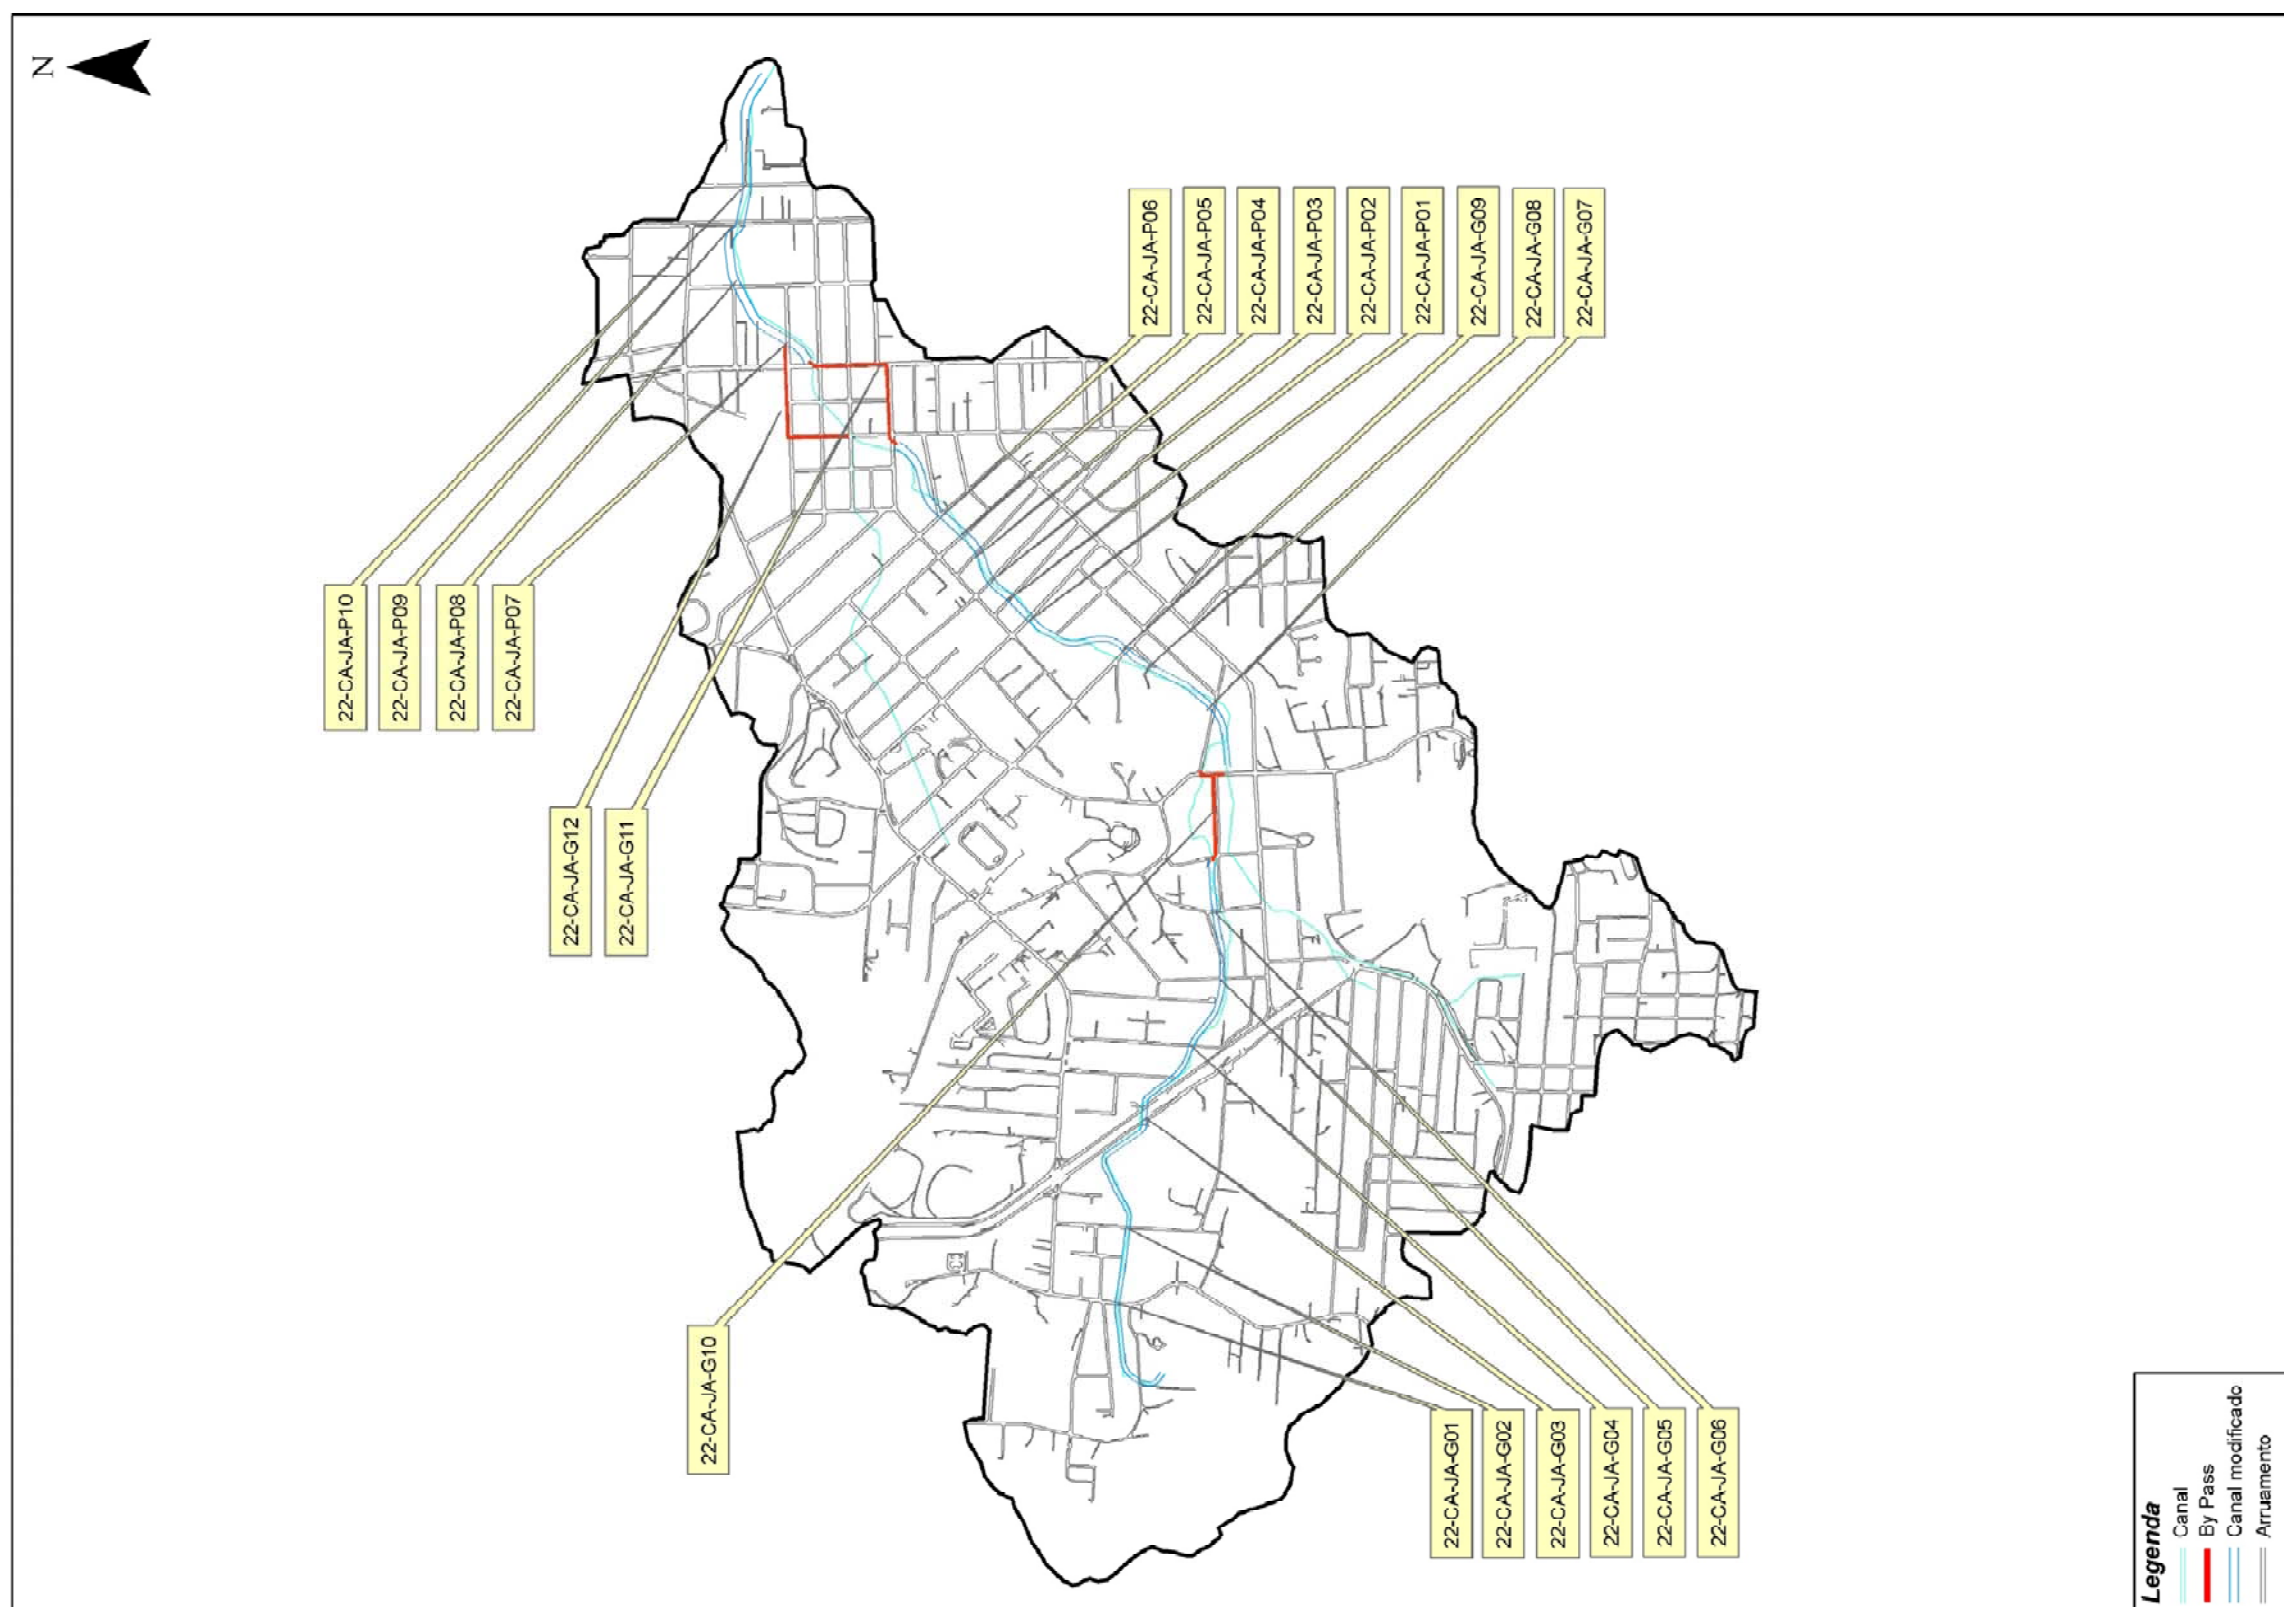 N
22-CA-JA-P10
22-CA-JA-P09
22-CA-JA-P08
22-CA-JA-P07
22-CA-JA-G12
22-CA-JA-G11
22-CA-JA-P06
22-CA-JA-P05
22-CA-JA-P04
22-CA-JA-P03
22-CA-JA-P02
22-CA-JA-P01
22-CA-JA-G09
22-CA-JA-G08
22-CA-JA-G07
22-CA-JA-G10
22-CA-JA-G01
22-CA-JA-G02
22-CA-JA-G03
22-CA-JA-G04
22-CA-JA-G05
22-CA-JA-G06
Legenda
Canal
By Pass
Canal modificado
Arruamento